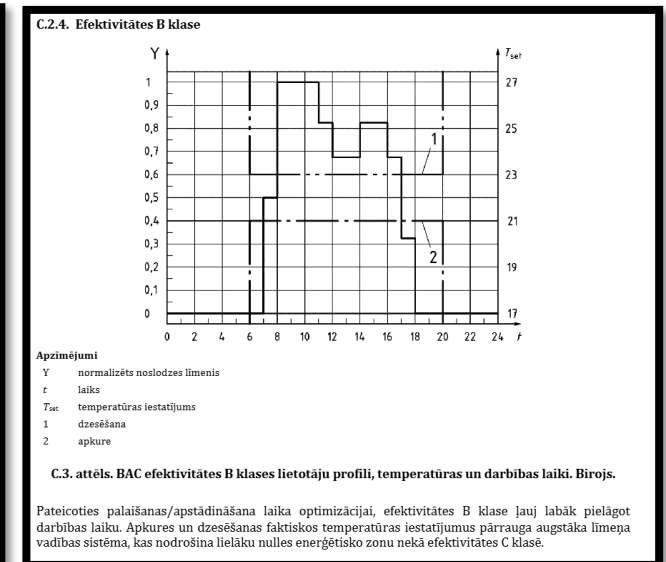 C.2.4. Efektivitātes B klase
Y
T set
1
27
0,9
0,8
25
0,7
1
0,6
23
0,5
0,4
21
0,3
2
0,2
19
0,1
0
17
0 2 4 6 8 10 12 14 16 18 20 22 24 t
Apzīmējumi
Y normalizēts noslodzes līmenis
t laiks
Tset temperatūras iestatījums
1 dzesēšana
2 apkure
C.3. attēls. BAC efektivitātes B klases lietotāju profili, temperatūras un darbības laiki. Birojs.
Pateicoties palaišanas/apstādināšana laika optimizācijai, efektivitātes B klase ļauj labāk pielāgot
darbības laiku. Apkures un dzesēšanas faktiskos temperatūras iestatījumus pārrauga augstāka līmeņa
vadības sistēma, kas nodrošina lielāku nulles enerģētisko zonu nekā efektivitātes C klasē.